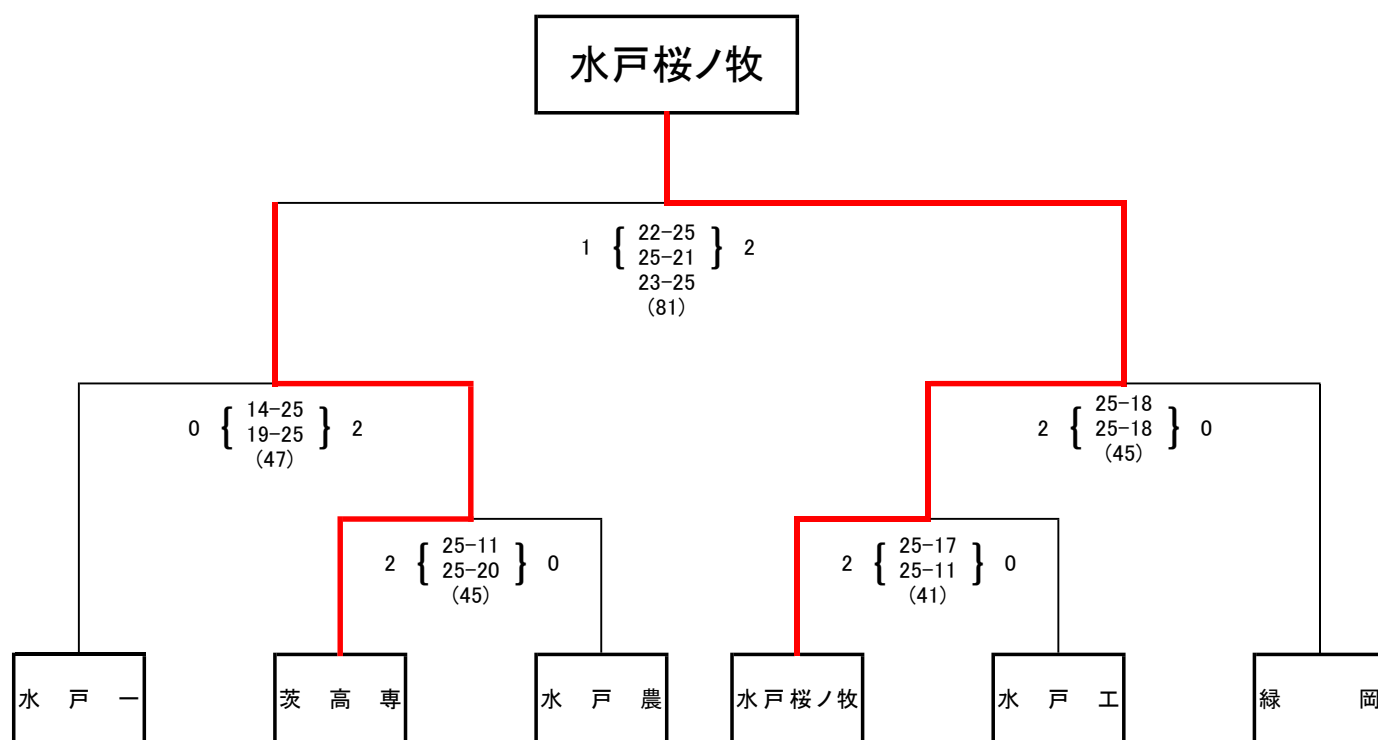 水戸桜ノ牧
1 { 22-25 } 2
25-21
23-25
(81)
0 { 14-25 } 2
19-25
(47)
2 { 25-18 } 0
25-18
(45)
2 { 25-11 } 0
25-20
(45)
2 { 25-17 } 0
25-11
(41)
水戸一
茨高専
水戸農
水戸桜ノ牧
水戸工
緑岡